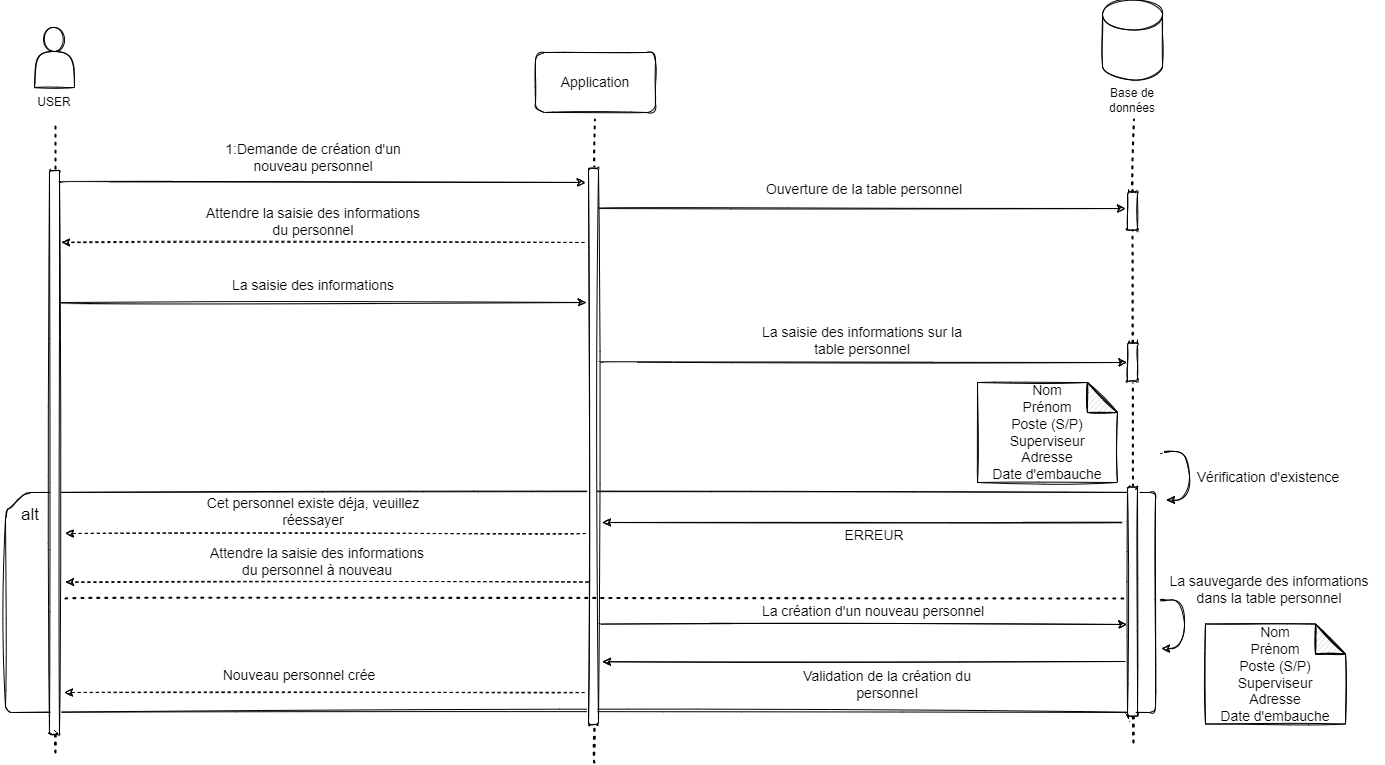 USER
Application
Base de
données
1:Demande de création d'un
nouveau personnel
Ouverture de la table personnel
Attendre la saisie des informations
du personnel
La saisie des informations
La saisie des informations sur la
table personnel
Nom
Prénom
Poste (S/P)
Superviseur
Adresse
Date d'embauche
Vérification d'existence
alt
Cet personnel existe déja, veuillez
réessayer
ERREUR
Attendre la saisie des informations
du personnel à nouveau
La sauvegarde des informations
dans la table personnel
La création d'un nouveau personnel
Nom
Prénom
Poste (S/P)
Superviseur
Adresse
Date d'embauche
Validation de la création du
personnel
Nouveau personnel crée